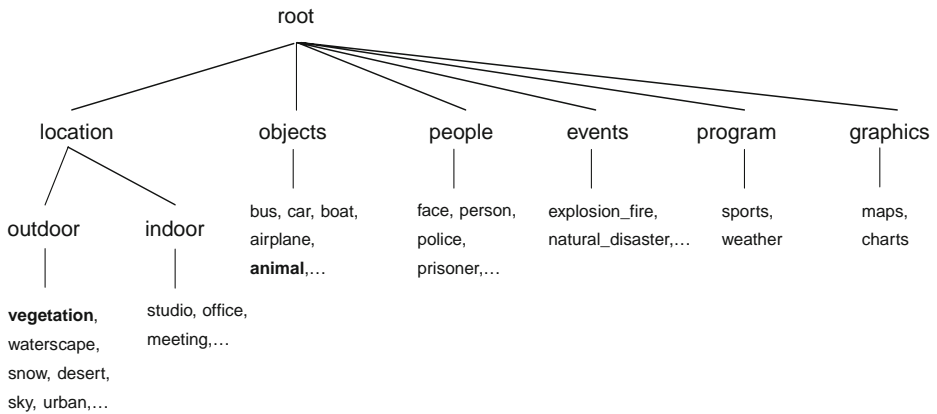 root
location
objects
people
events
program
graphics
outdoor
indoor
bus, car, boat,
airplane,
animal,…
face, person,
police,
prisoner,…
explosion_fire,
natural_disaster,…
sports,
weather
maps,
charts
vegetation,
waterscape,
snow, desert,
sky, urban,…
studio, office,
meeting,…